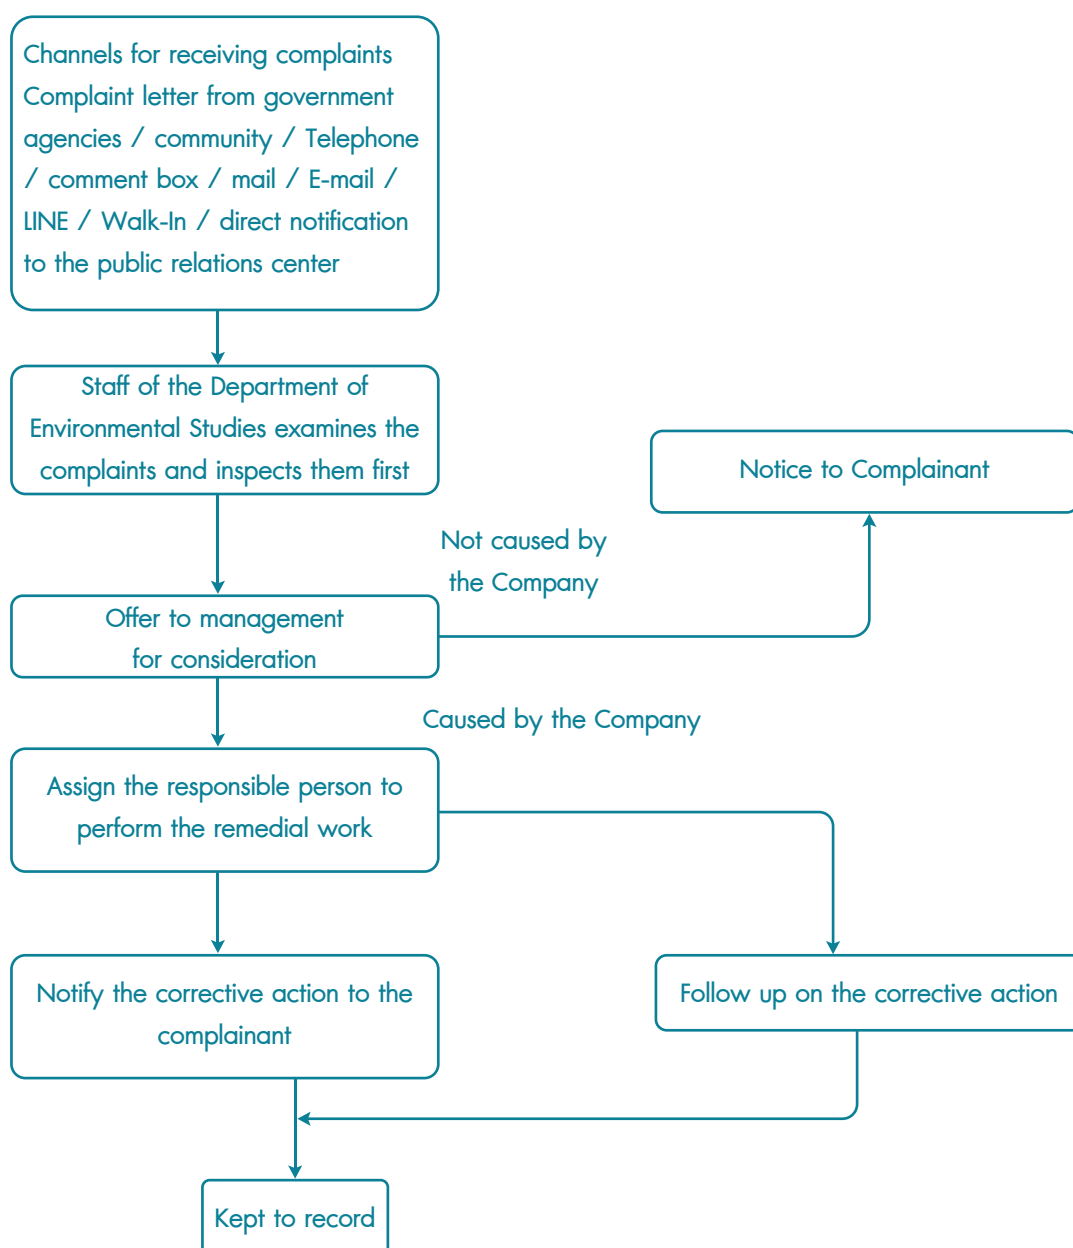 Channels for receiving complaints
Complaint letter from government
agencies / community / Telephone
/ comment box / mail / E-mail /
LINE / Walk-In / direct notification
to the public relations center
Staff of the Department of
Environmental Studies examines the
complaints and inspects them first
Notice to Complainant
Not caused by
the Company
Offer to management
for consideration
Caused by the Company
Assign the responsible person to
perform the remedial work
Notify the corrective action to the
complainant
Follow up on the corrective action
Kept to record